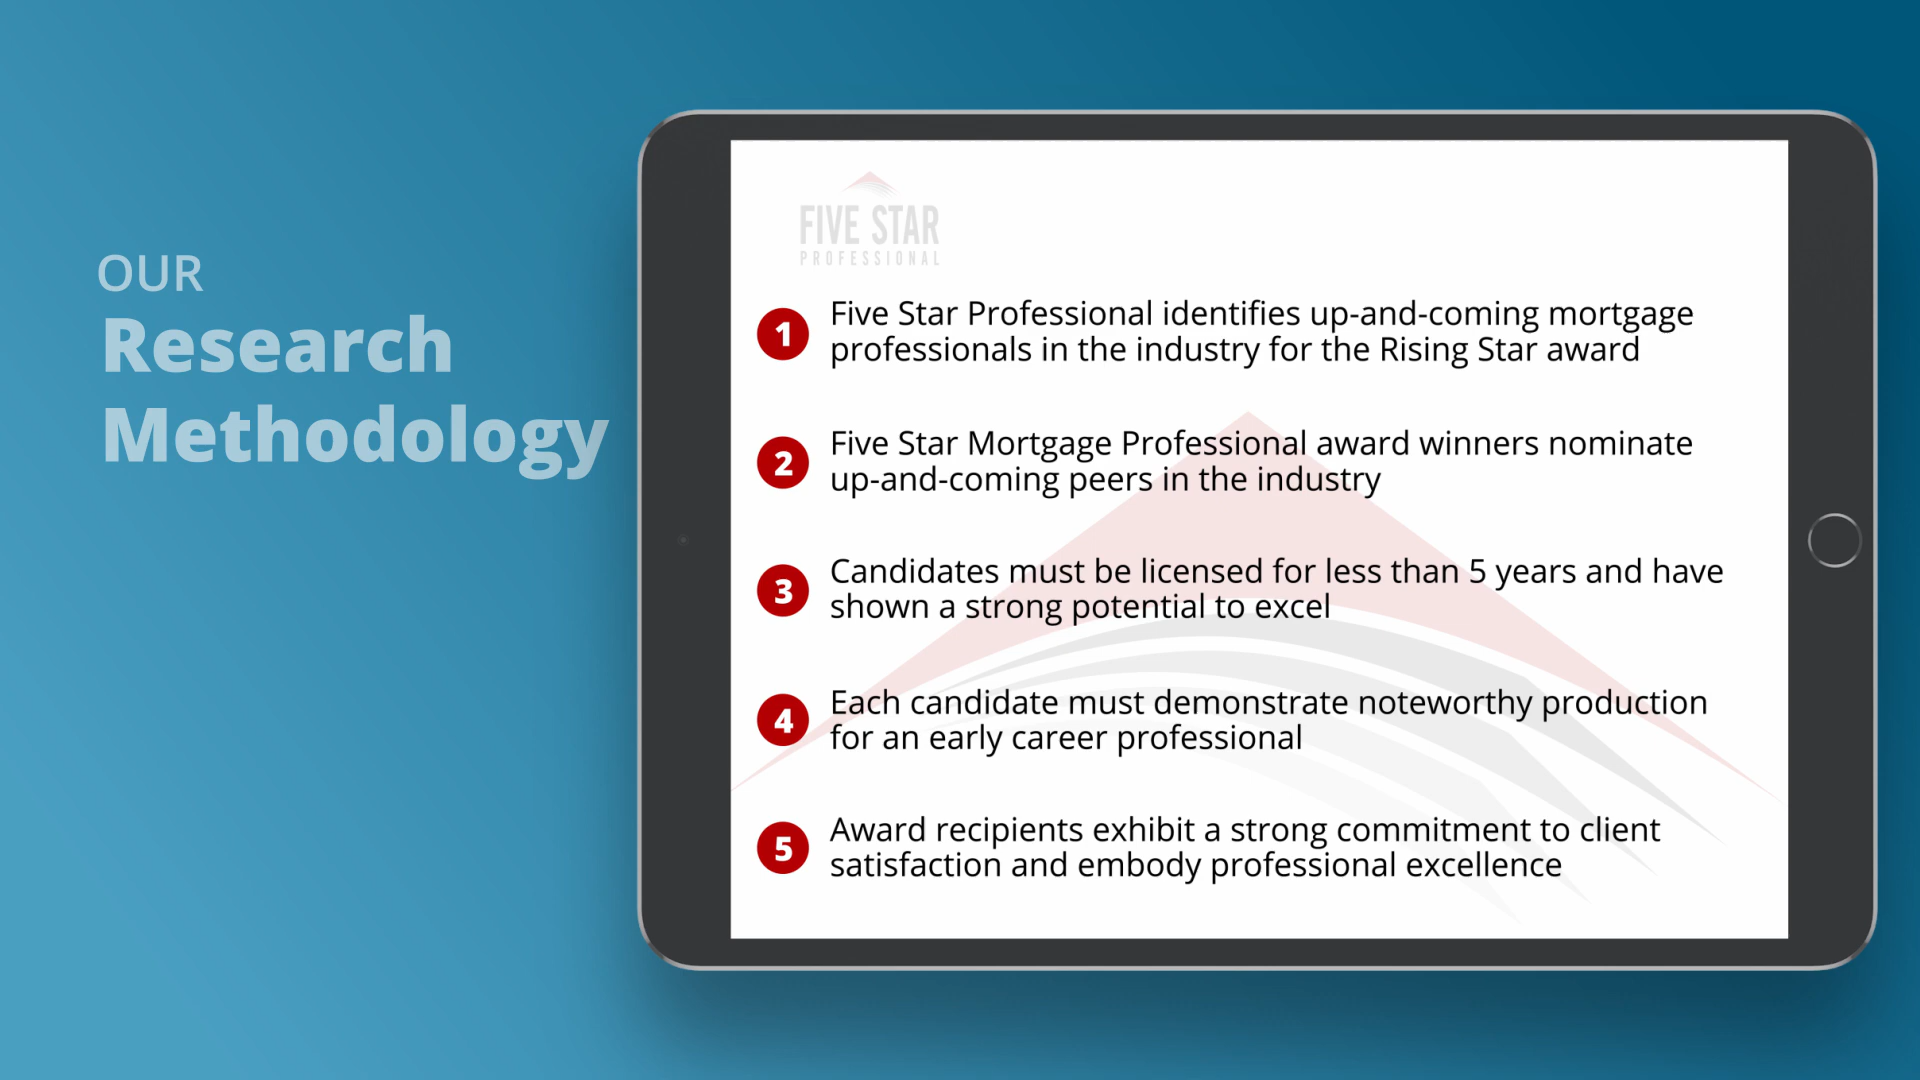 OUR
Research
Methodology
FIVE STAR
PROFESSIONAL
1
Five Star Professional identifies up-and-coming mortgage
professionals in the industry for the Rising Star award
2
Five Star Mortgage Professional award winners nominate
up-and-coming peers in the industry
3
Candidates must be licensed for less than 5 years and have
shown a strong potential to excel
4
Each candidate must demonstrate noteworthy production
for an early career professional
5
Award recipients exhibit a strong commitment to client
satisfaction and embody professional excellence